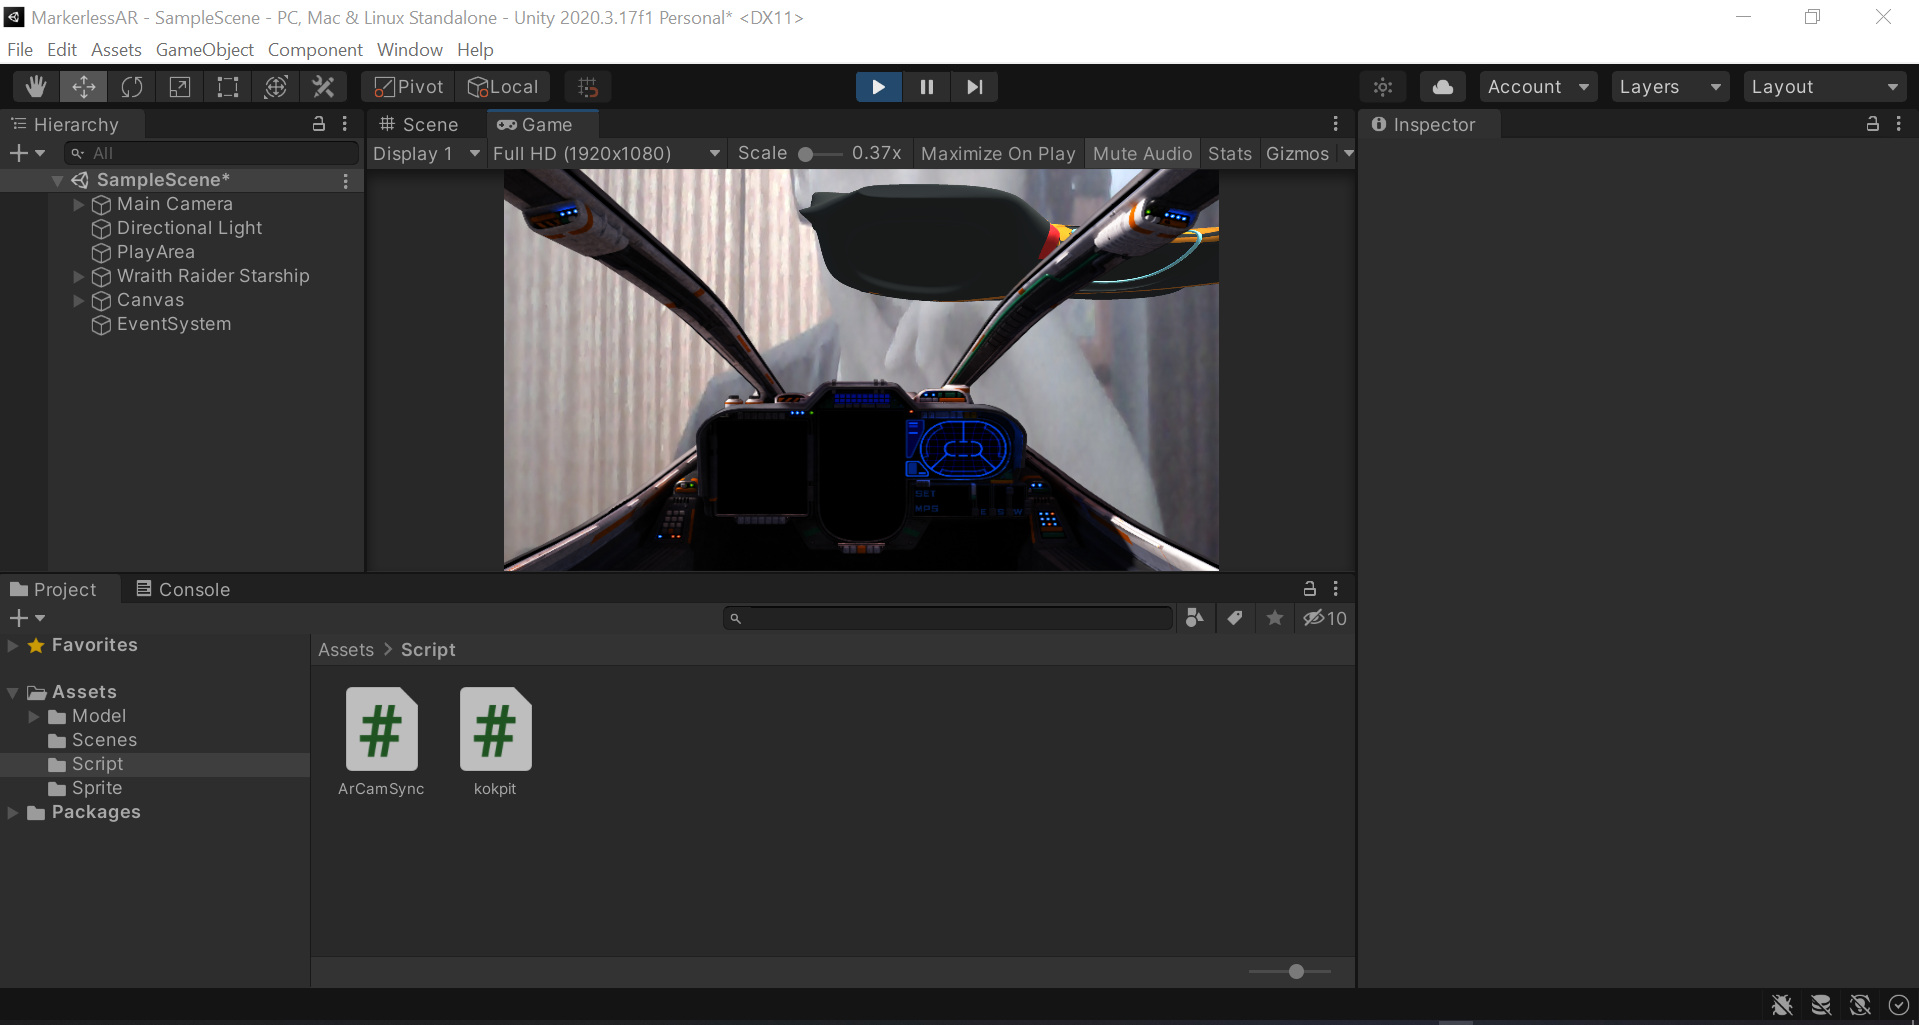 MarkerlessAR - SampleScene - PC, Mac & Linux Standalone - Unity 2020.3.17f1 Personal* <DX11>
File Edit Assets GameObject Component Window Help
Pivot Local Account Layers Layout
Hierarchy Scene Game Inspector
All Display 1 Full HD (1920x1080) Scale 0.37x Maximize On Play Mute Audio Stats Gizmos
SampleScene*
Main Camera
Directional Light
PlayArea
Wraith Raider Starship
Canvas
EventSystem
SET
MPS
E S W
Project Console
10
Favorites
Assets > Script
Assets
Model
Scenes
Script
Sprite
Packages
ArCamSync kokpit